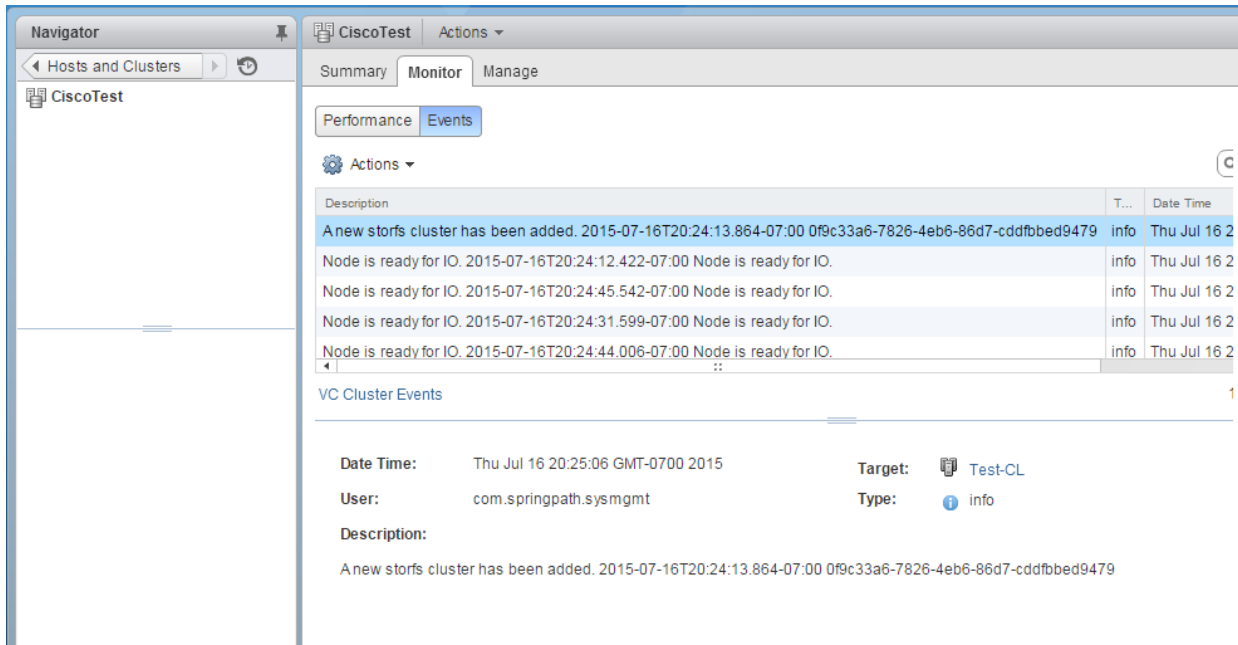 Navigator
Hosts and Clusters
CiscoTest
CiscoTest Actions
Summary Monitor Manage
Performance Events
Actions
Description T... Date Time
A new storfs cluster has been added. 2015-07-16T20:24:13.864-07:00 0f9c33a6-7826-4eb6-86d7-cddfbbed9479 info Thu Jul 16 2
Node is ready for IO. 2015-07-16T20:24:12.422-07:00 Node is ready for IO. info Thu Jul 16 2
Node is ready for IO. 2015-07-16T20:24:45.542-07:00 Node is ready for IO. info Thu Jul 16 2
Node is ready for IO. 2015-07-16T20:24:31.599-07:00 Node is ready for IO. info Thu Jul 16 2
Node is ready for IO. 2015-07-16T20:24:44.006-07:00 Node is ready for IO. info Thu Jul 16 2
VC Cluster Events
Date Time: Thu Jul 16 20:25:06 GMT-0700 2015 Target: Test-CL
User: com.springpath.sysmgmt Type: info
Description:
A new storfs cluster has been added. 2015-07-16T20:24:13.864-07:00 0f9c33a6-7826-4eb6-86d7-cddfbbed9479